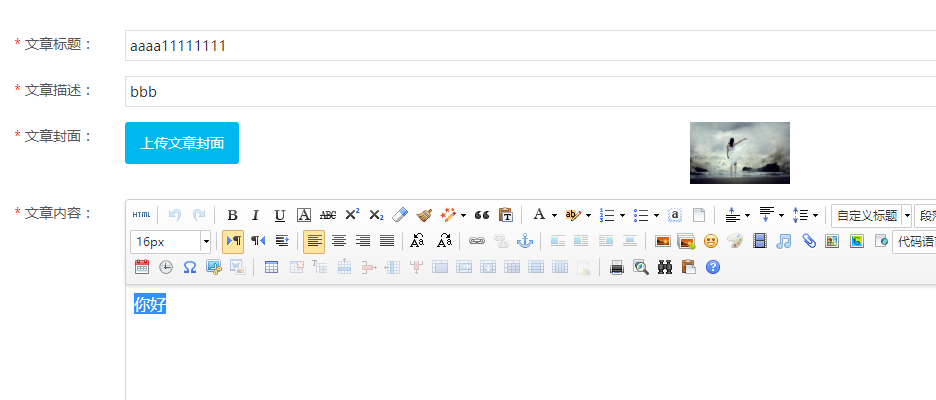 * 文章标题：
aaaa11111111
* 文章描述：
bbb
* 文章封面：
上传文章封面
* 文章内容：
HTML B I U A ABC X² X₂ A ab 自定义标题
16px 代码语言
你好